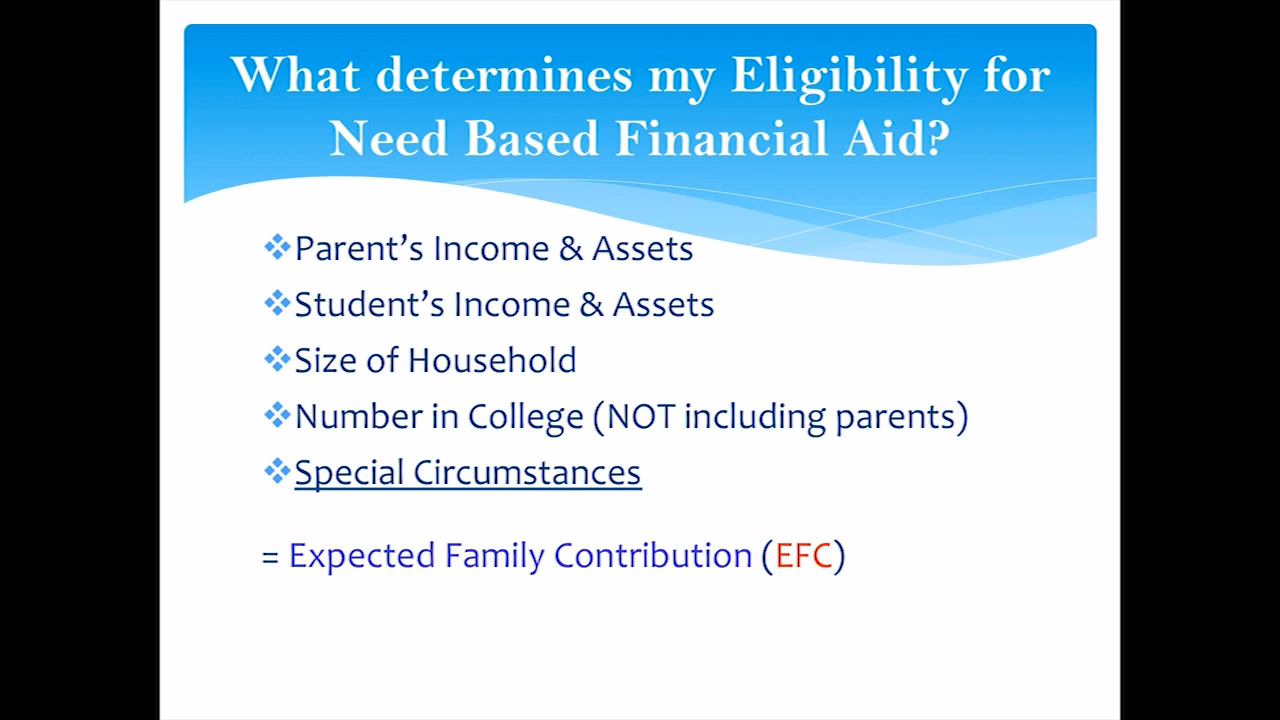 What determines my Eligibility for
Need Based Financial Aid?
❖Parent’s Income & Assets
❖Student’s Income & Assets
❖Size of Household
❖Number in College (NOT including parents)
❖Special Circumstances
= Expected Family Contribution (EFC)